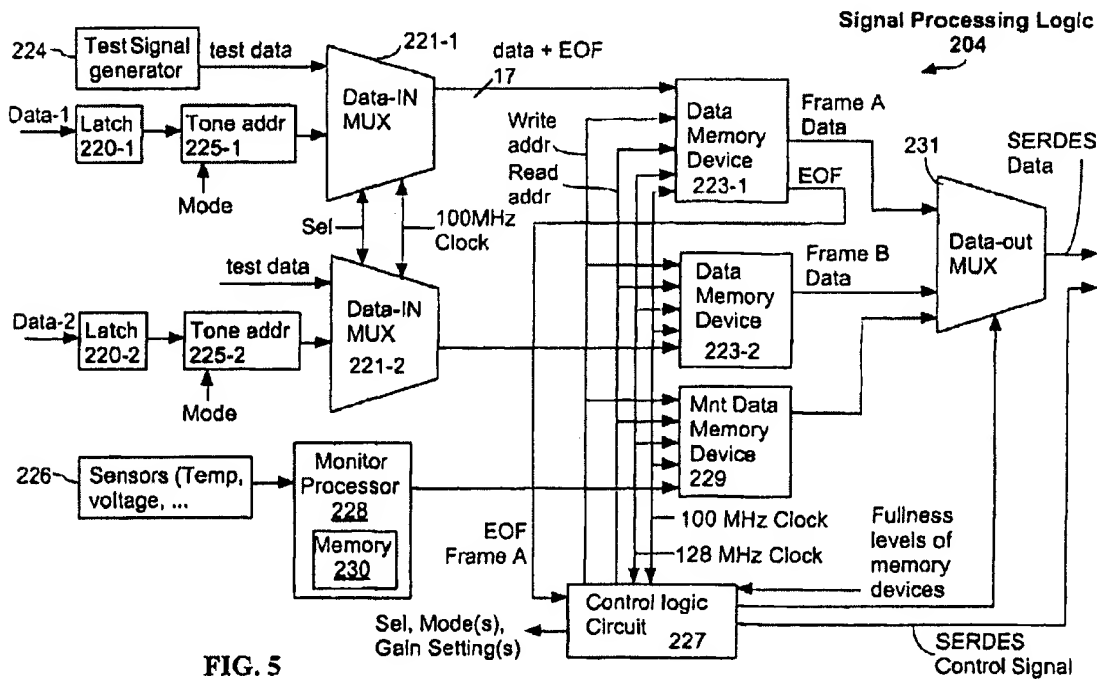 Signal Processing Logic
204
224
Test Signal
generator
test data
221-1
data + EOF
17
Data-IN
MUX
Data-1
Latch
220-1
Tone addr
225-1
Mode
Write
addr
Read
addr
Data
Memory
Device
223-1
Frame A
Data
EOF
231
SERDES
Data
Data-out
MUX
Sel
100MHz
Clock
test data
Data-IN
MUX
221-2
Data-2
Latch
220-2
Tone addr
225-2
Mode
Data
Memory
Device
223-2
Frame B
Data
226
Sensors (Temp,
voltage, ...
Monitor
Processor
228
Memory
230
Mnt Data
Memory
Device
229
EOF
Frame A
100 MHz Clock
128 MHz Clock
Fullness
levels of
memory
devices
Control logic
Circuit
227
Sel, Mode(s),
Gain Setting(s)
SERDES
Control Signal
FIG. 5